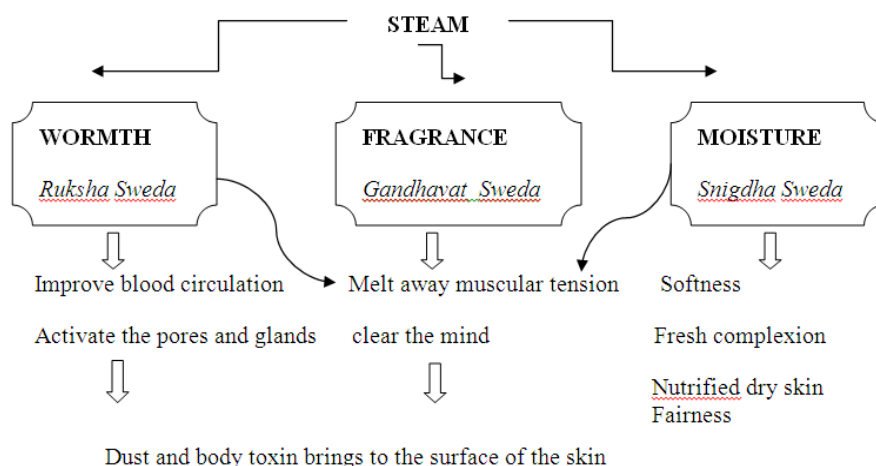 STEAM
WORMTH
Ruksha Sweda
FRAGRANCE
Gandhavat Sweda
MOISTURE
Snigdha Sweda
Improve blood circulation
Activate the pores and glands
Melt away muscular tension
clear the mind
Softness
Fresh complexion
Nutrified dry skin
Fairness
Dust and body toxin brings to the surface of the skin